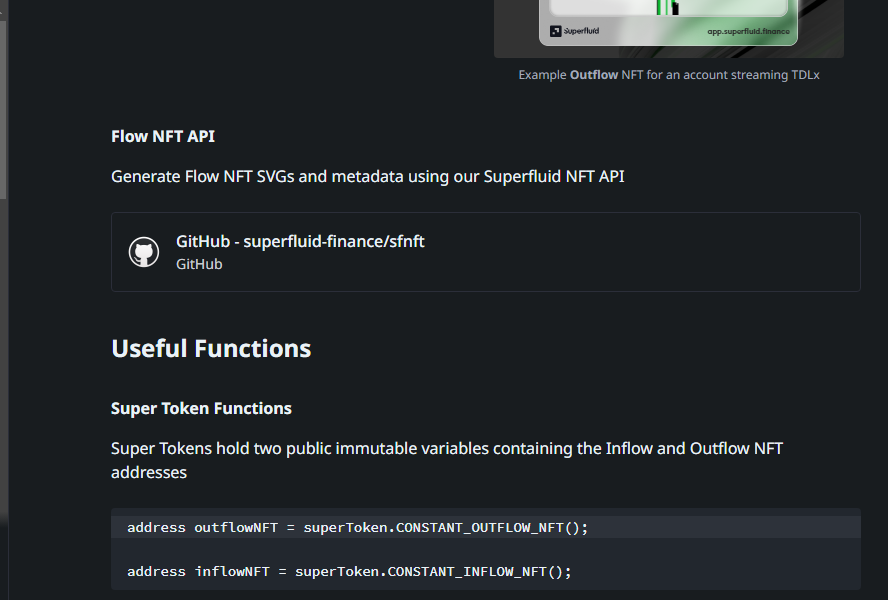 Superfluid
app.superfluid.finance
Example Outflow NFT for an account streaming TDLx
Flow NFT API
Generate Flow NFT SVGs and metadata using our Superfluid NFT API
GitHub - superfluid-finance/sfnft
GitHub
Useful Functions
Super Token Functions
Super Tokens hold two public immutable variables containing the Inflow and Outflow NFT
addresses
address outflowNFT = superToken.CONSTANT_OUTFLOW_NFT();
address inflowNFT = superToken.CONSTANT_INFLOW_NFT();